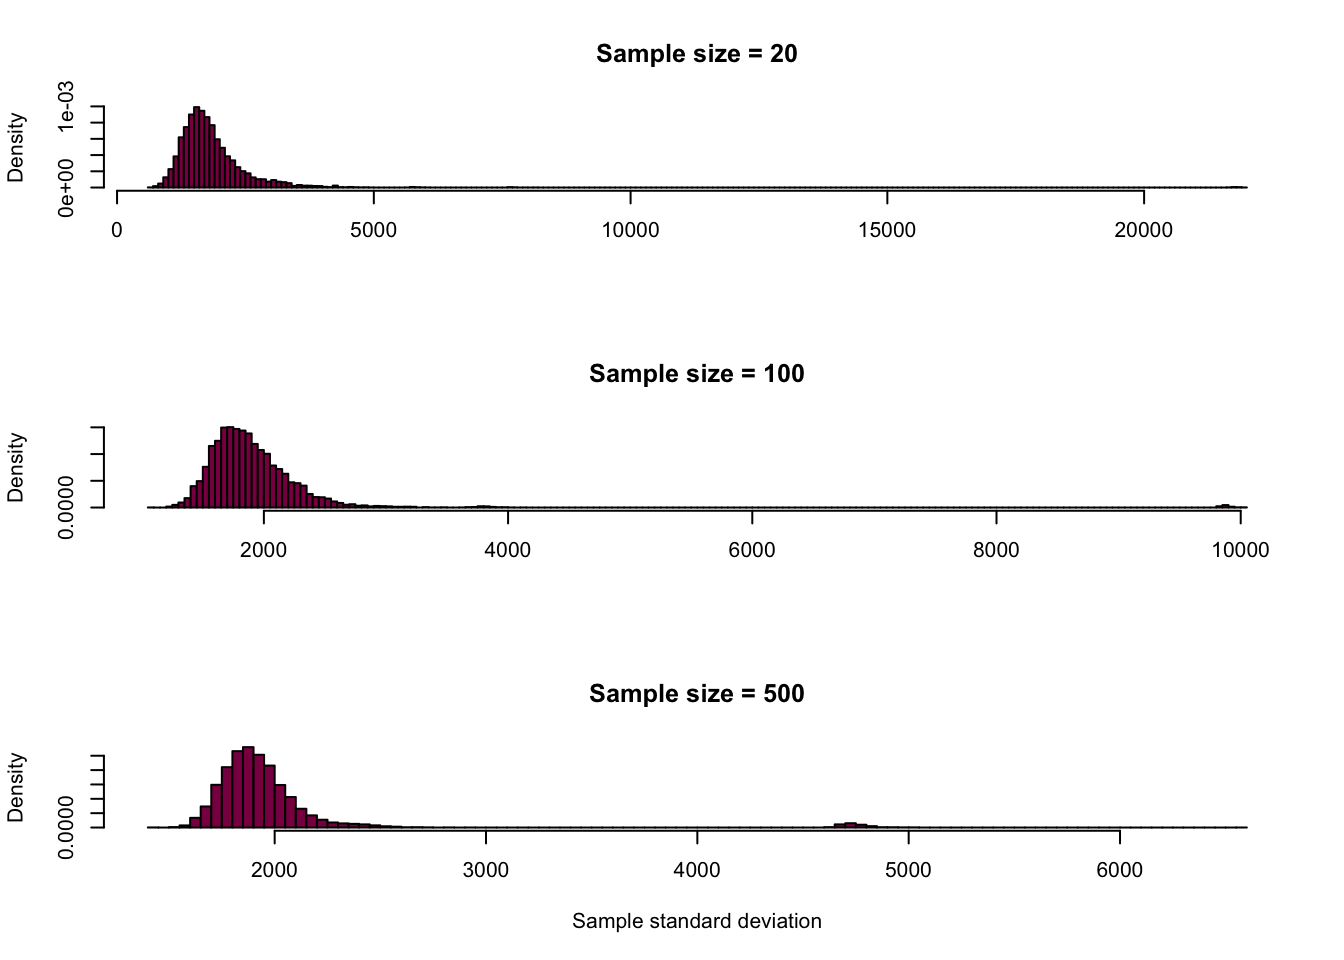 Sample size = 20
Density
1e-03
0e+00
0 5000 10000 15000 20000
Sample size = 100
Density
0.0000
2000 4000 6000 8000 10000
Sample size = 500
Density
0.0000
2000 3000 4000 5000 6000
Sample standard deviation